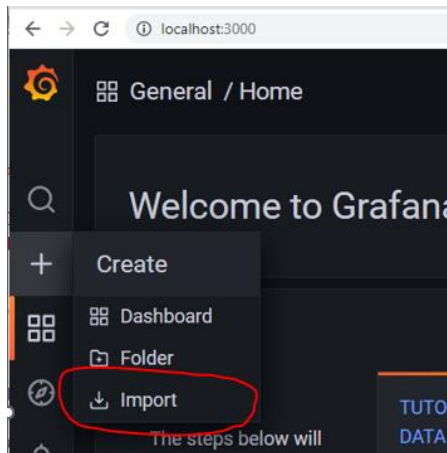 localhost:3000
General / Home
Welcome to Grafana
Create
Dashboard
Folder
Import
The steps below will
TUTO
DATA